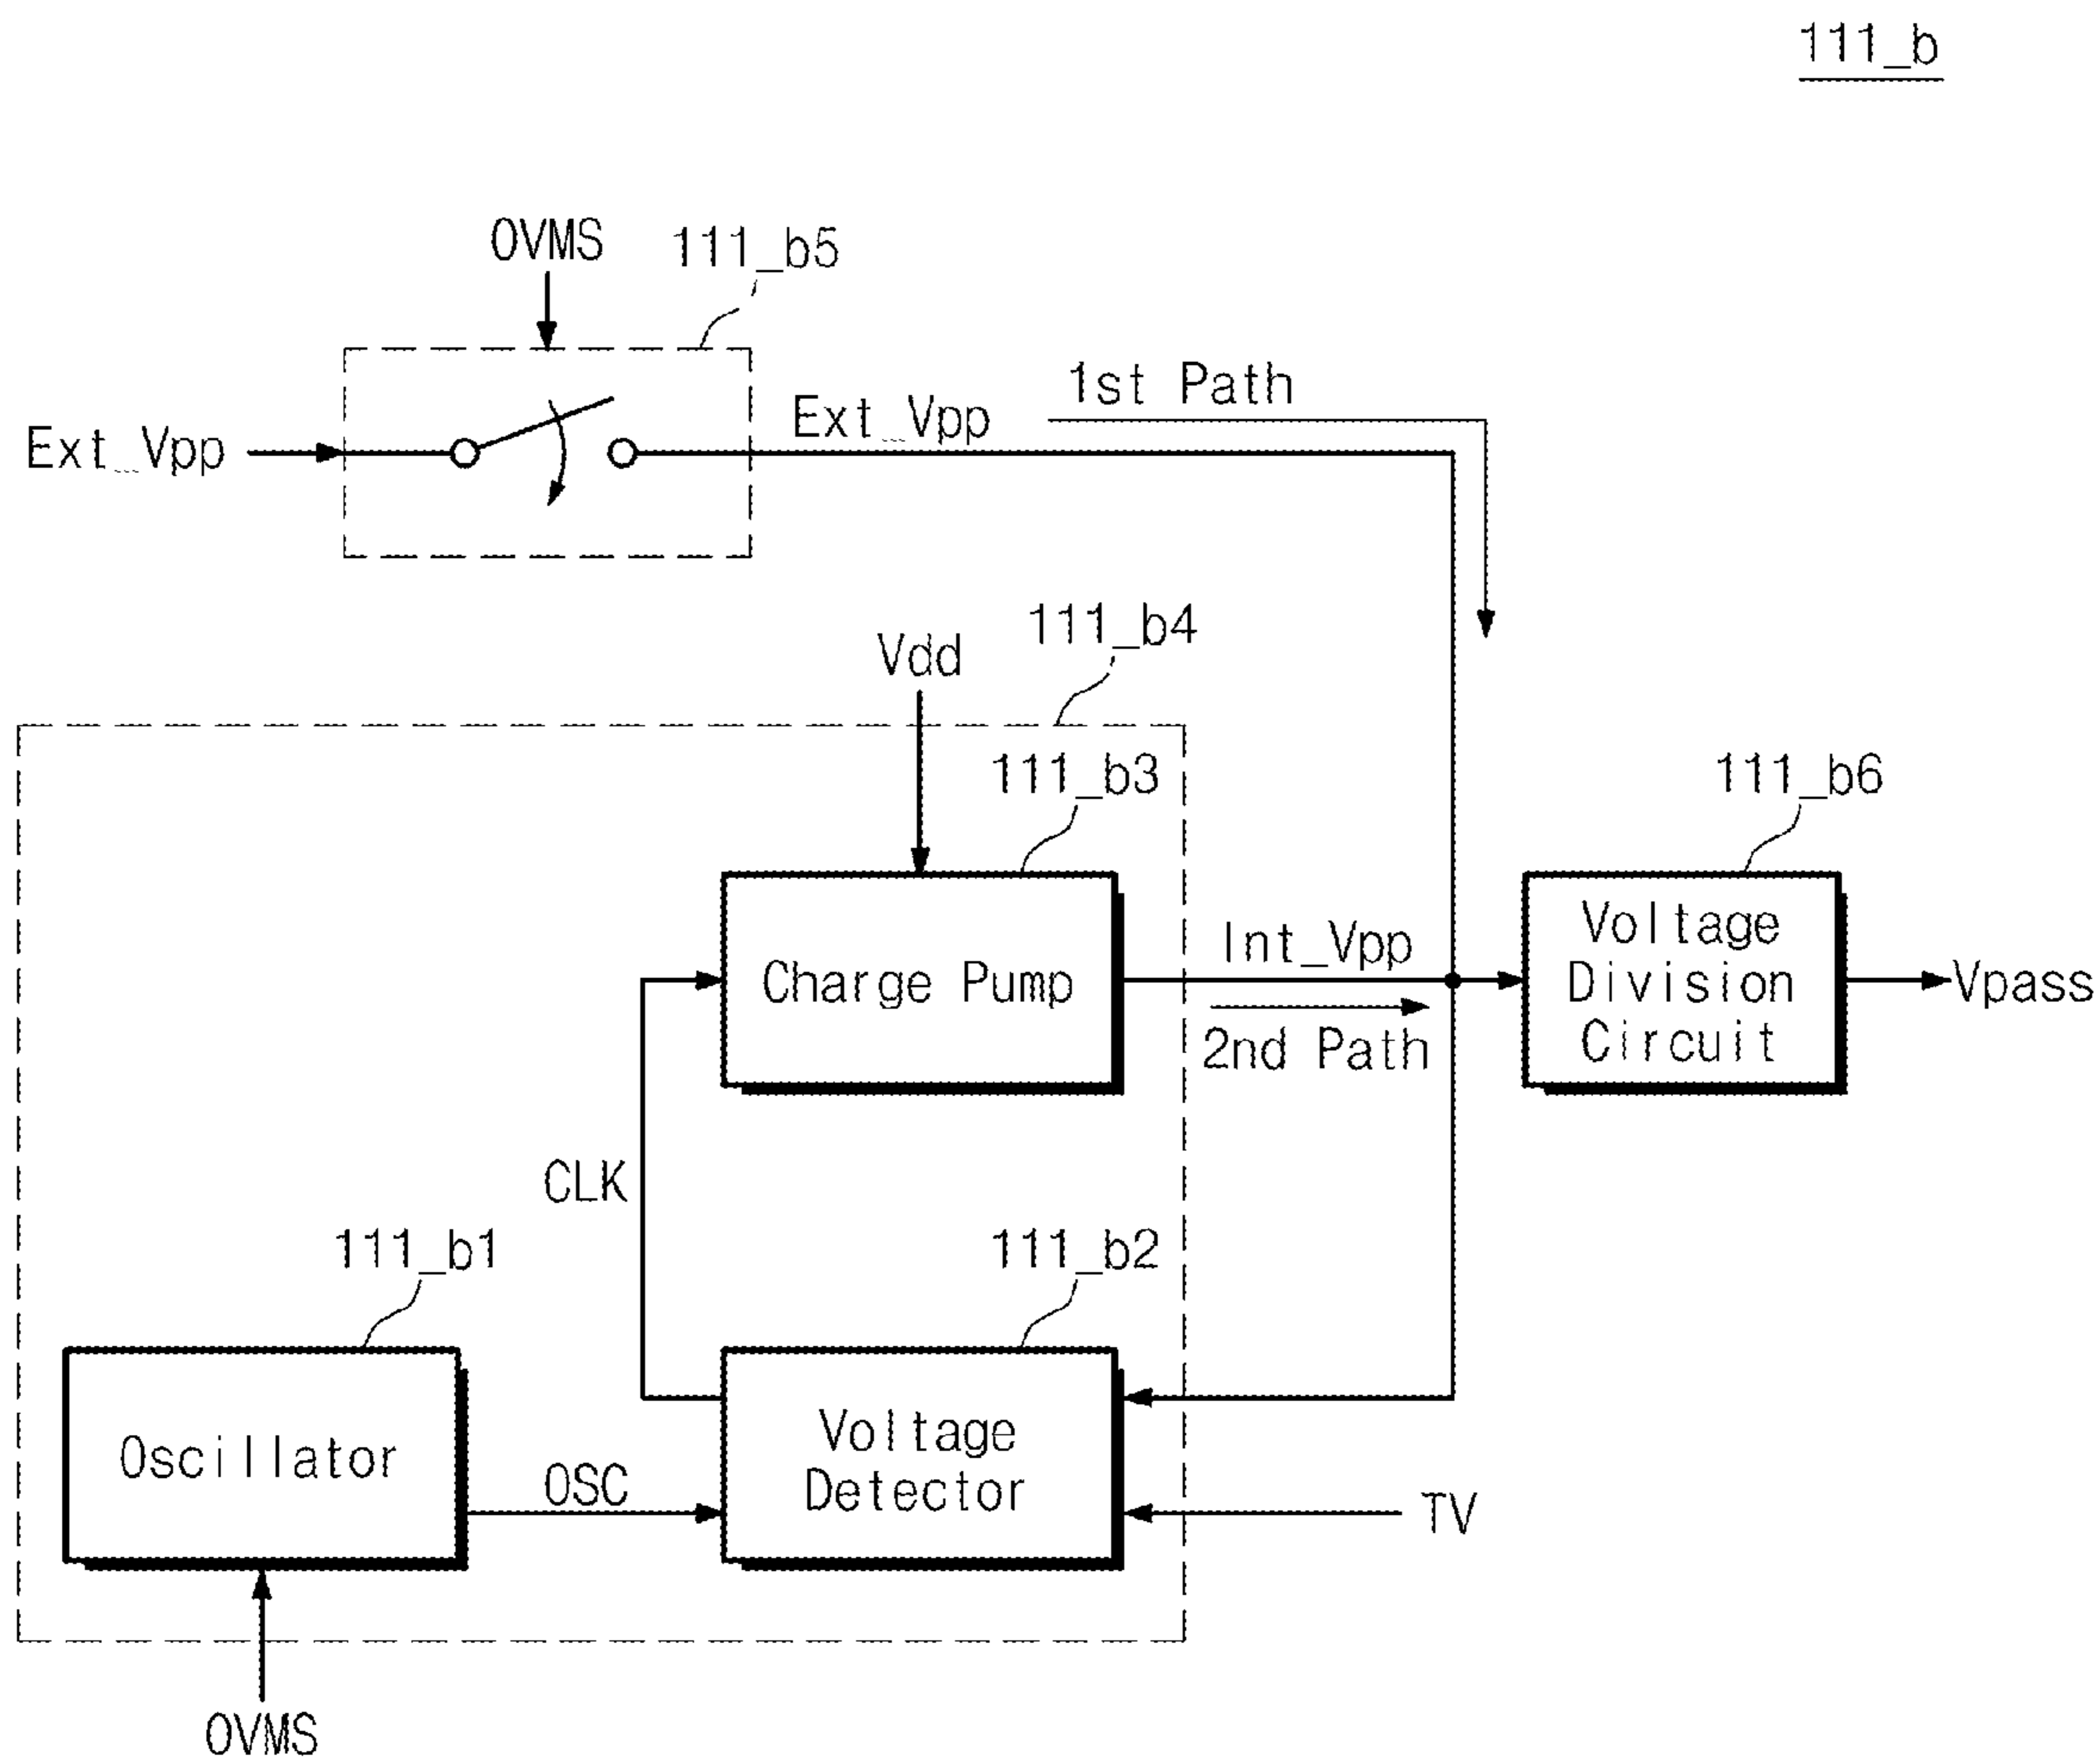 111_b
OVMS
111_b5
1st Path
Ext_Vpp
Ext_Vpp
111_b4
Vdd
111_b3
111_b6
Charge Pump
Int_Vpp
2nd Path
Voltage
Division
Circuit
Vpass
CLK
111_b1
111_b2
Oscillator
OSC
Voltage
Detector
TV
OVMS